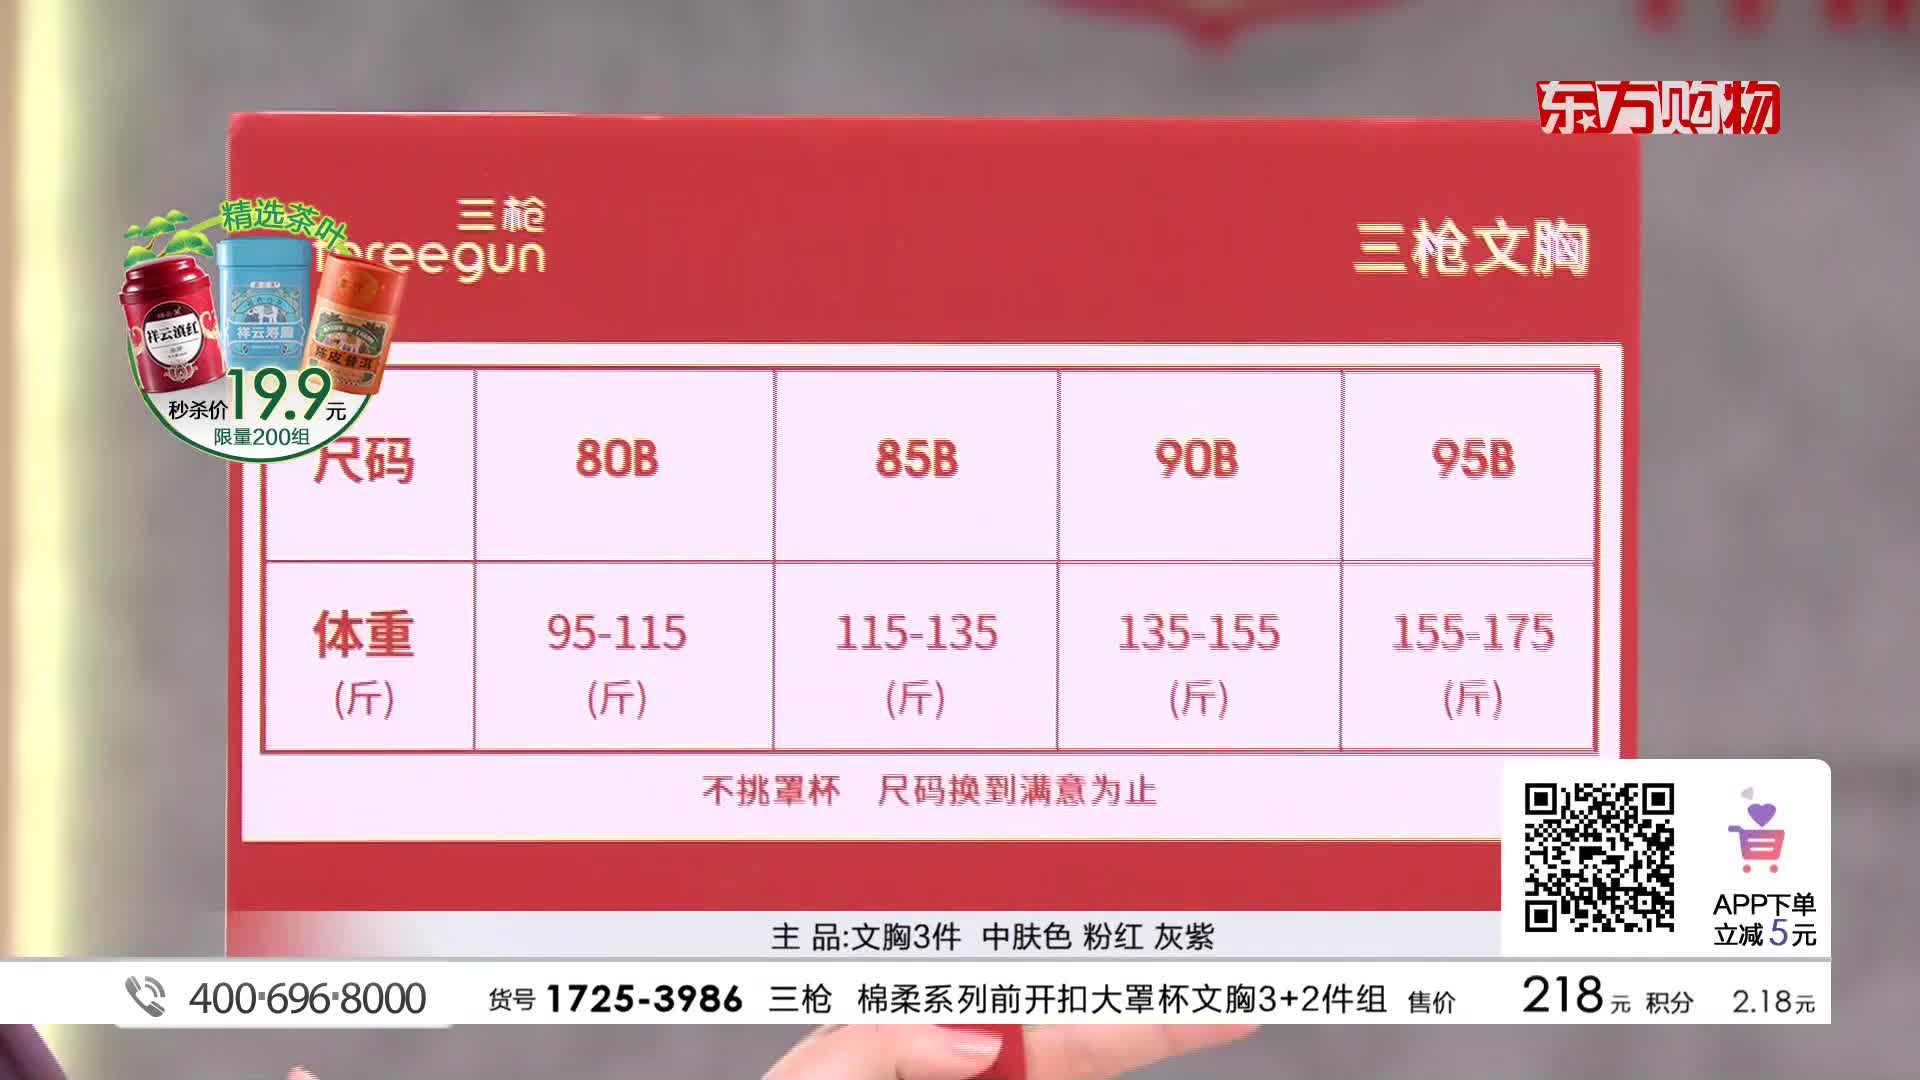 东方购物
三枪
threegun
三枪文胸
精选茶叶
祥云滇红
祥云寿眉
陈皮普洱
秒杀价19.9元
限量200组
尺码 80B 85B 90B 95B
体重 95-115 115-135 135-155 155-175
(斤) (斤) (斤) (斤) (斤)
不挑罩杯 尺码换到满意为止
APP下单
立减5元
主 品:文胸3件 中肤色 粉红 灰紫
400·696·8000 货号 1725-3986 三枪 棉柔系列前开扣大罩杯文胸3+2件组 售价 218元 积分 2.18元